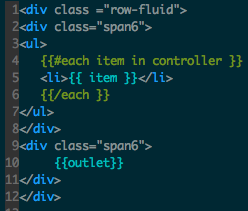 1<div class ="row-fluid">
2<div class="span6">
3<ul>
4   {{#each item in controller }}
5   <li>{{ item }}</li>
6   {{/each }}
7</ul>
8</div>
9<div class="span6">
10     {{outlet}}
11</div>
12</div>
13